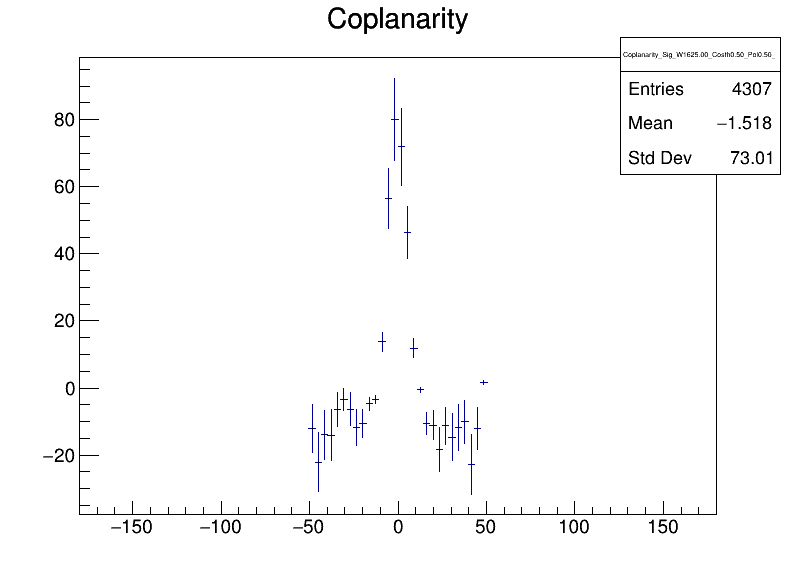 Coplanarity
Coplanarity_Sig_W1625.00_Costh0.50_Pol0.50_
Entries 4307
Mean −1.518
Std Dev 73.01
80
60
40
20
0
−20
−150 −100 −50 0 50 100 150